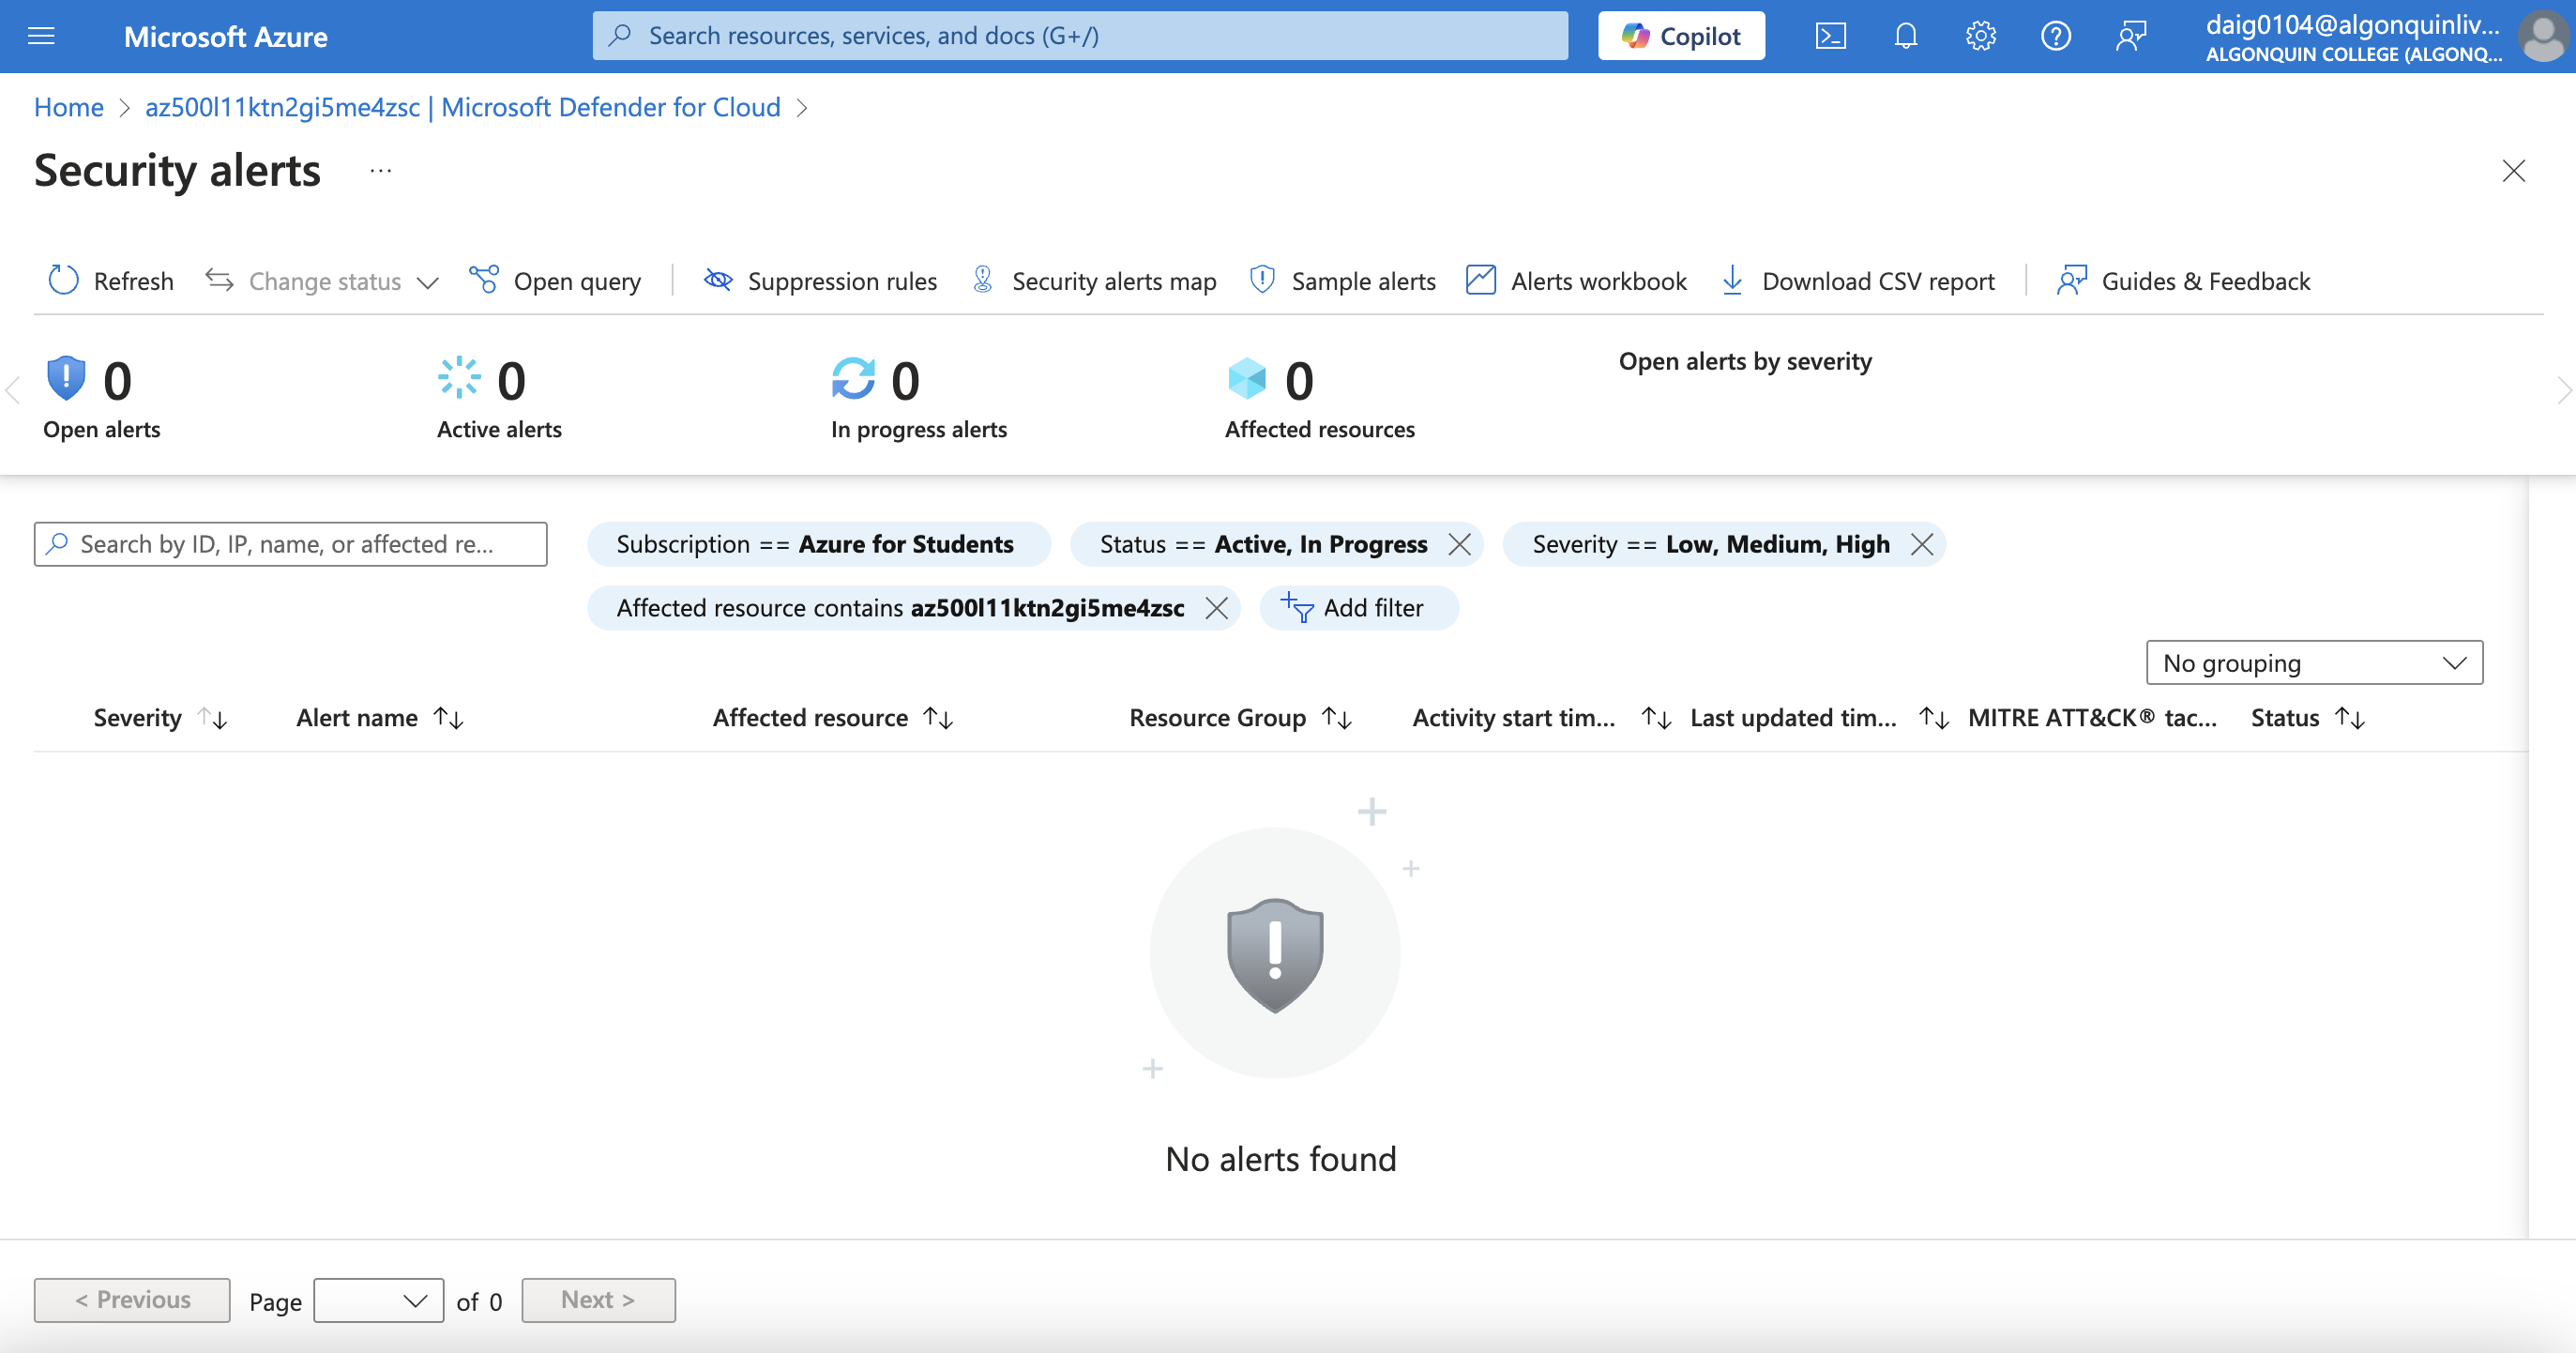 Microsoft Azure
Search resources, services, and docs (G+/)
Copilot
daig0104@algonquinliv...
ALGONQUIN COLLEGE (ALGONQ...
Home > az500l11ktn2gi5me4zsc | Microsoft Defender for Cloud >
Security alerts ...
Refresh Change status Open query Suppression rules Security alerts map Sample alerts Alerts workbook Download CSV report Guides & Feedback
0
Open alerts
0
Active alerts
0
In progress alerts
0
Affected resources
Open alerts by severity
Search by ID, IP, name, or affected re...
Subscription == Azure for Students
Status == Active, In Progress
Severity == Low, Medium, High
Affected resource contains az500l11ktn2gi5me4zsc
Add filter
No grouping
Severity Alert name Affected resource Resource Group Activity start tim... Last updated tim... MITRE ATT&CK® tac... Status
No alerts found
< Previous Page of 0 Next >